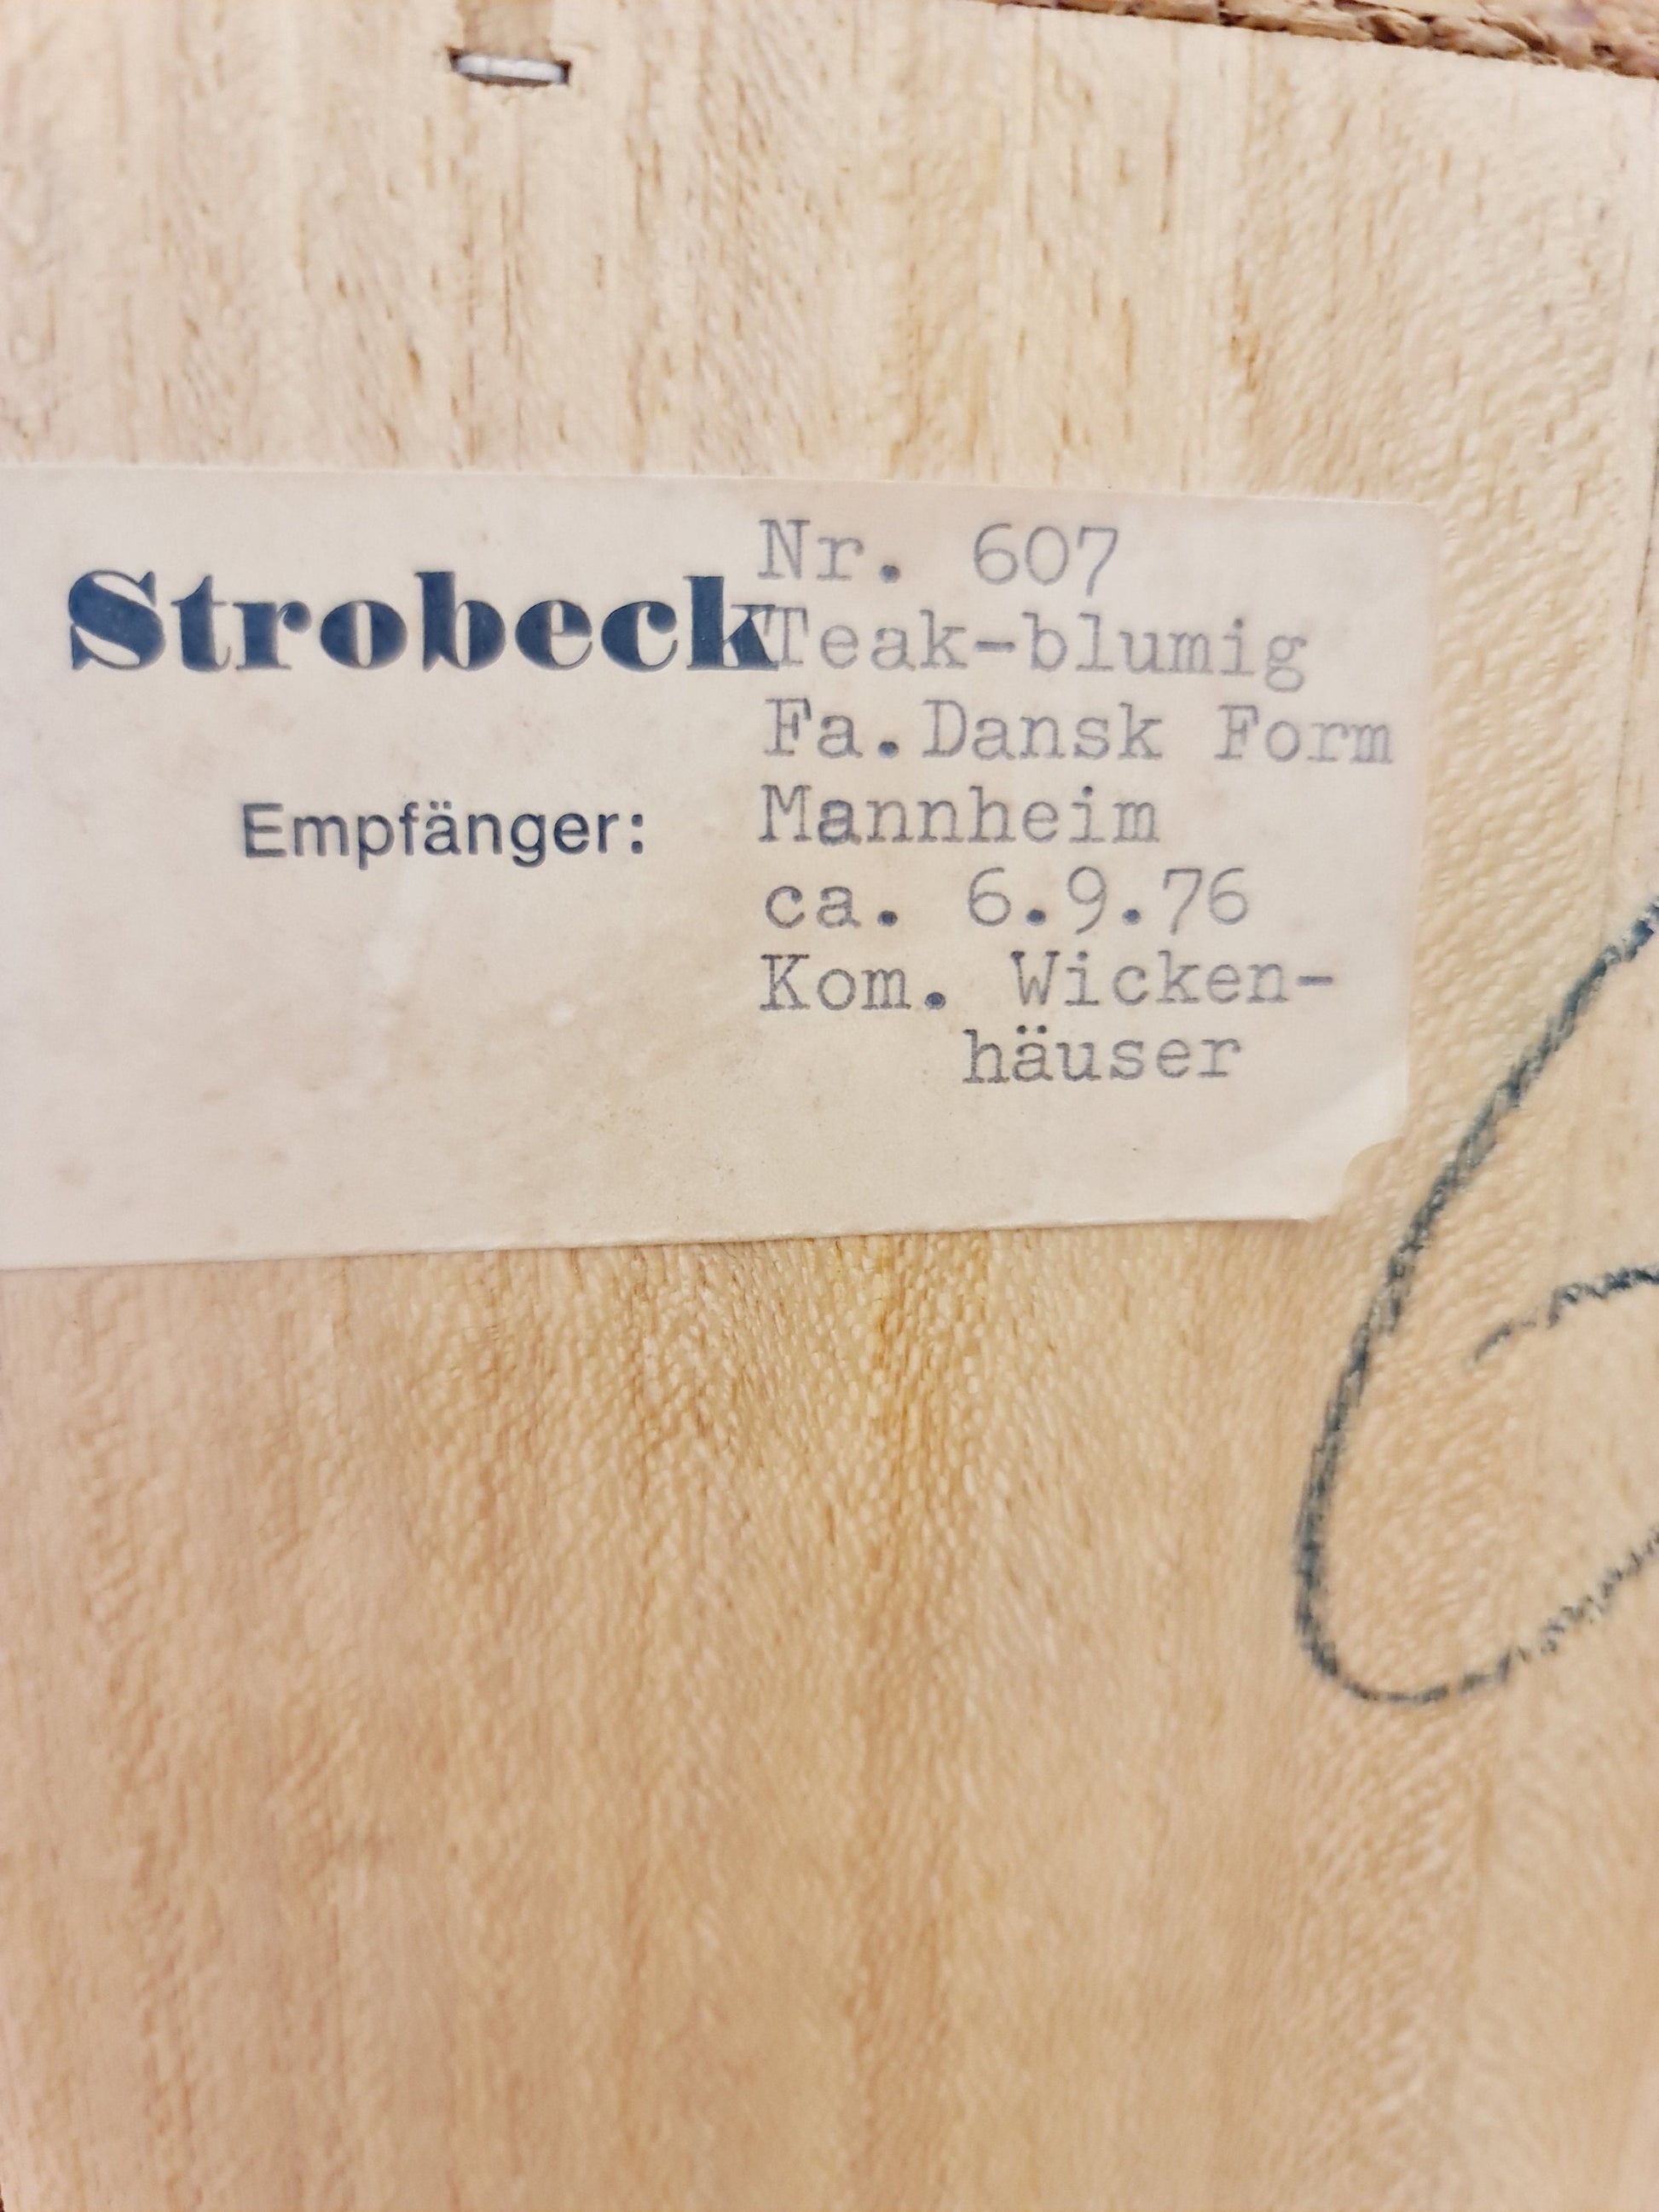 Strobeck
Empfänger:
Nr. 607
Teak-blumig
Fa.Dansk Form
Mannheim
ca. 6.9.76
Kom. Wicken-
häuser